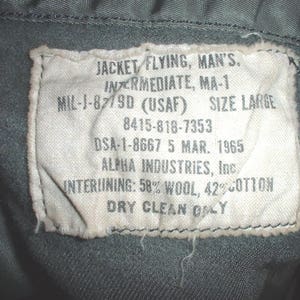 JACKET, FLYING, MAN'S.
INTERMEDIATE, MA-1
MIL-J-8279D (USAF) SIZE LARGE
8415-818-7353
DSA-1-8667 5 MAR. 1965
ALPHA INDUSTRIES, Inc.
INTERLINING: 58% WOOL, 42% COTTON
DRY CLEAN ONLY